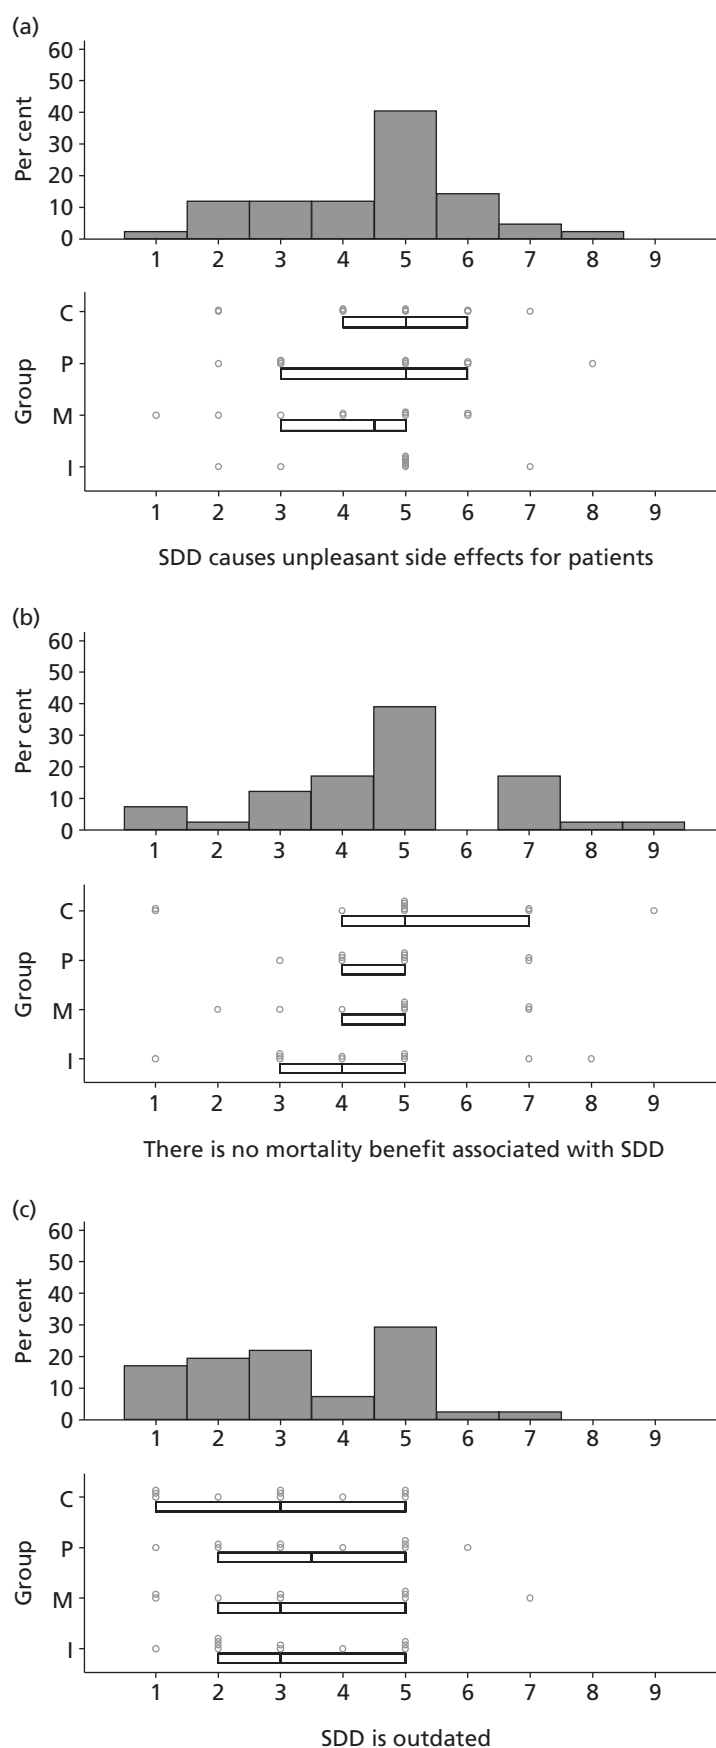 (a)
60
50
40
30
20
10
0
Per cent
1 2 3 4 5 6 7 8 9
C
P
M
I
Group
1 2 3 4 5 6 7 8 9
SDD causes unpleasant side effects for patients
(b)
60
50
40
30
20
10
0
Per cent
1 2 3 4 5 6 7 8 9
C
P
M
I
Group
1 2 3 4 5 6 7 8 9
There is no mortality benefit associated with SDD
(c)
60
50
40
30
20
10
0
Per cent
1 2 3 4 5 6 7 8 9
C
P
M
I
Group
1 2 3 4 5 6 7 8 9
SDD is outdated